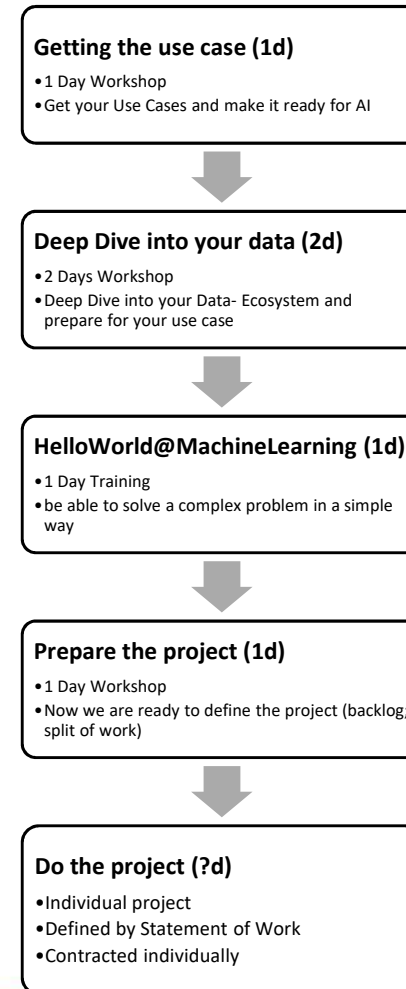 Getting the use case (1d)
•1 Day Workshop
•Get your Use Cases and make it ready for AI
Deep Dive into your data (2d)
•2 Days Workshop
•Deep Dive into your Data- Ecosystem and
prepare for your use case
HelloWorld@MachineLearning (1d)
•1 Day Training
•be able to solve a complex problem in a simple
way
Prepare the project (1d)
•1 Day Workshop
•Now we are ready to define the project (backlog
split of work)
Do the project (?d)
•Individual project
•Defined by Statement of Work
•Contracted individually